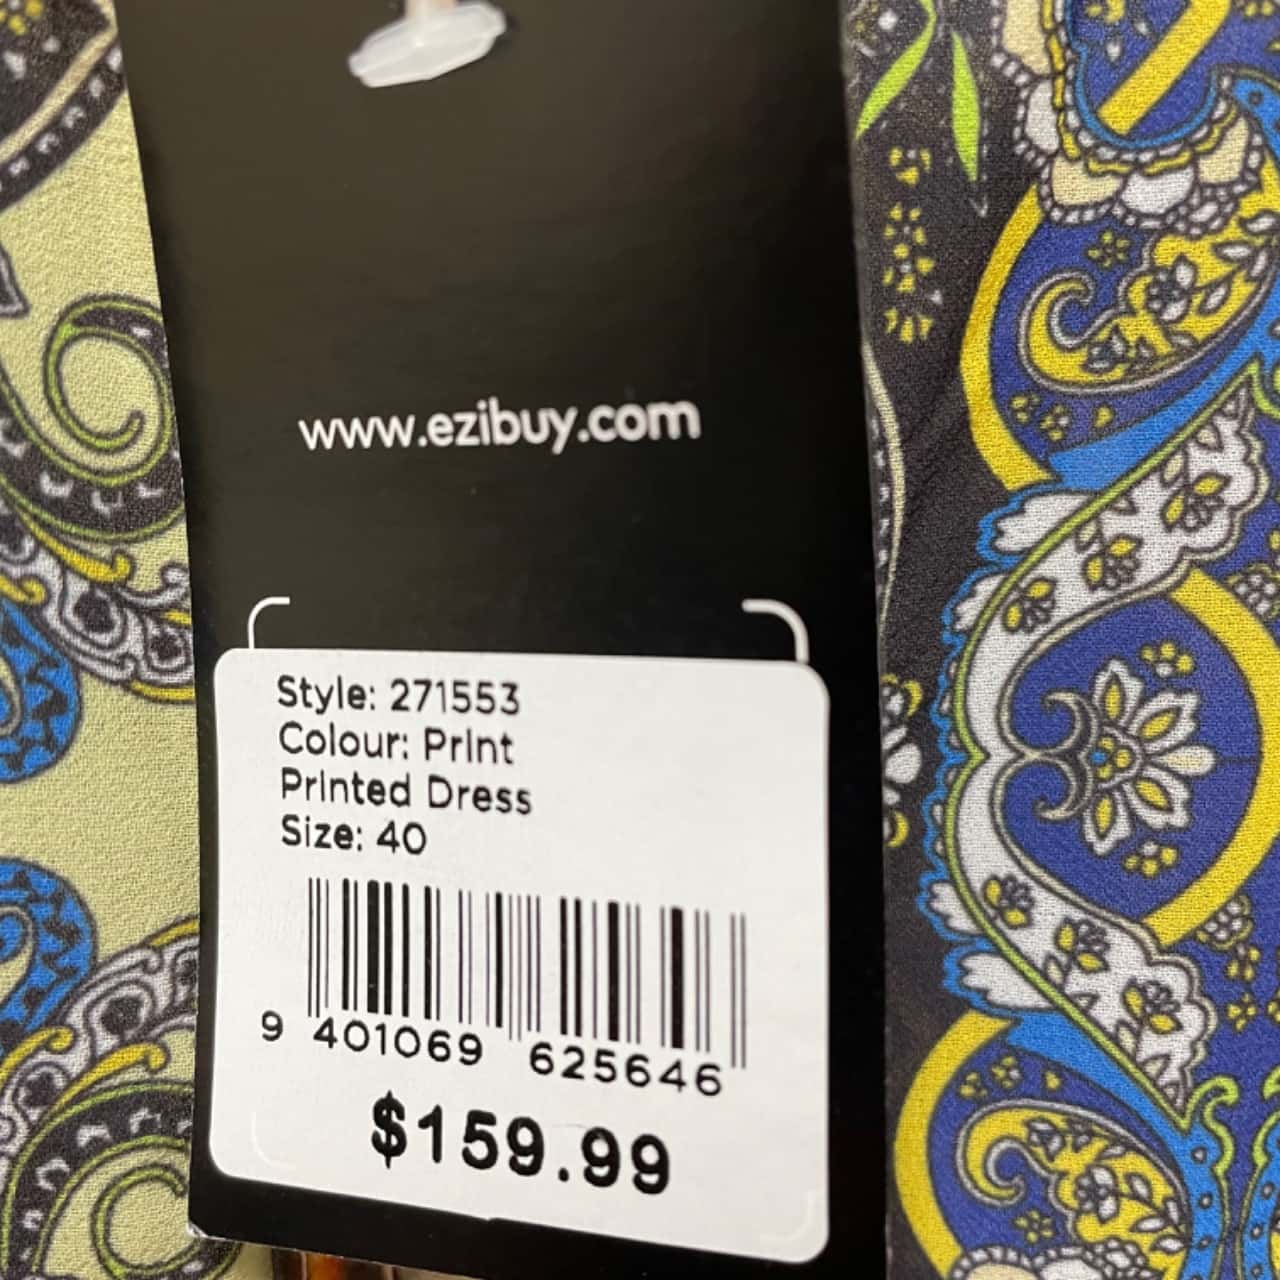 www.ezibuy.com
Style: 271553
Colour: Print
Printed Dress
Size: 40
9 401069 625646
$159.99